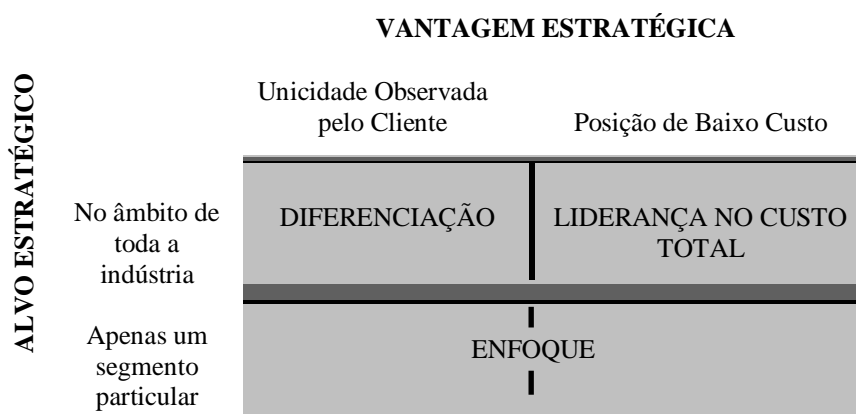 VANTAGEM ESTRATÉGICA
ALVO ESTRATÉGICO
Unicidade Observada
pelo Cliente
Posição de Baixo Custo
No âmbito de
toda a
indústria
DIFERENCIAÇÃO
LIDERANÇA NO CUSTO
TOTAL
Apenas um
segmento
particular
ENFOQUE